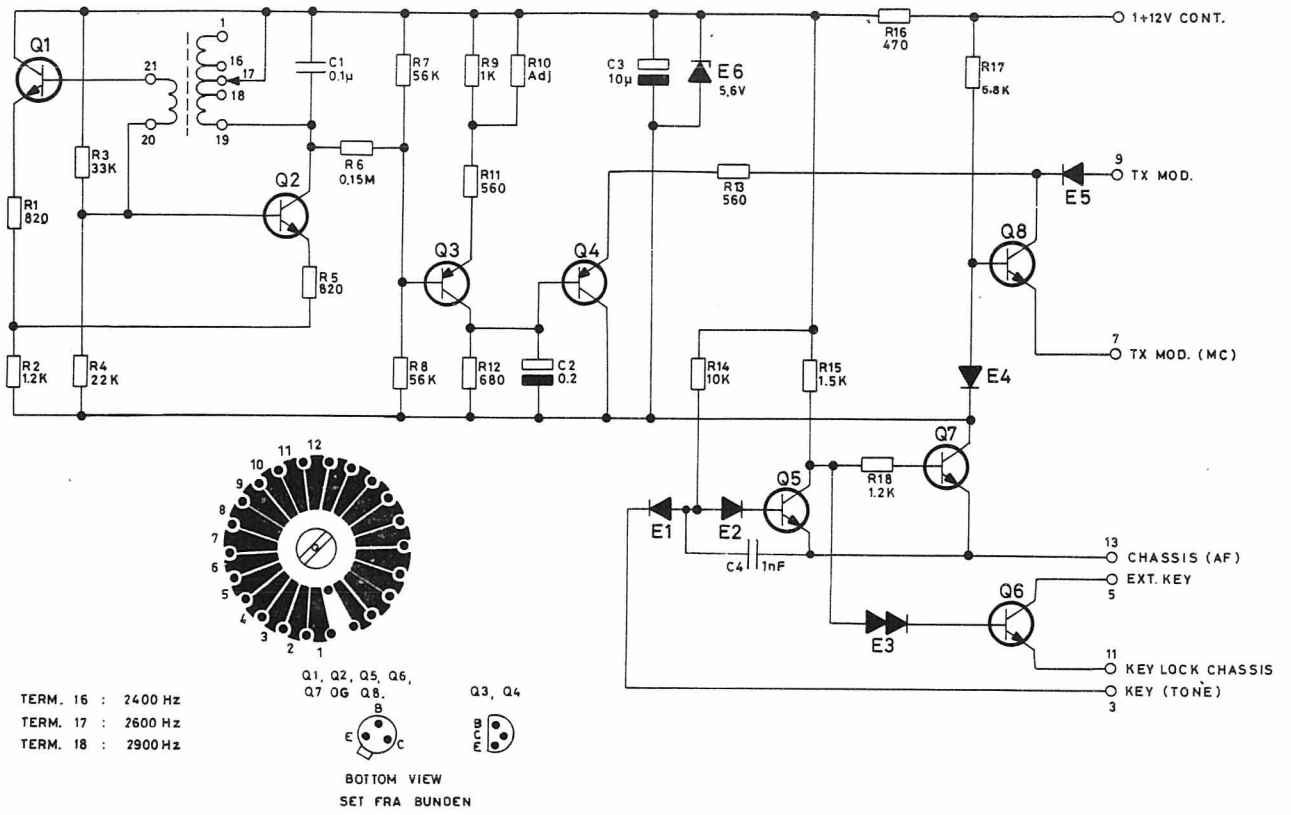 1+12V CONT.
R16
470
Q1
1
16
17
18
19
21
20
C1
0.1µ
R7
56K
R9
1K
R10
Adj
C3
10µ
E6
5,6V
R17
6.8K
R3
33K
R6
0,15M
Q2
R11
560
R13
560
9
TX MOD.
E5
R1
820
R5
820
Q3
Q4
Q8
7
TX MOD. (MC)
R2
1.2K
R4
22K
R8
56K
R12
680
C2
0.2
R14
10K
R15
1.5K
E4
Q7
Q5
R18
1.2K
E1
E2
C4
1nF
13
CHASSIS (AF)
EXT. KEY
5
Q6
E3
11
KEY LOCK CHASSIS
KEY (TONE)
3
12
11
10
9
8
7
6
5
4
3
2
1
TERM. 16 : 2400 Hz
TERM. 17 : 2600 Hz
TERM. 18 : 2900 Hz
Q1, Q2, Q5, Q6,
Q7 OG Q8.
B
E
C
Q3, Q4
B
C
E
BOTTOM VIEW
SET FRA BUNDEN